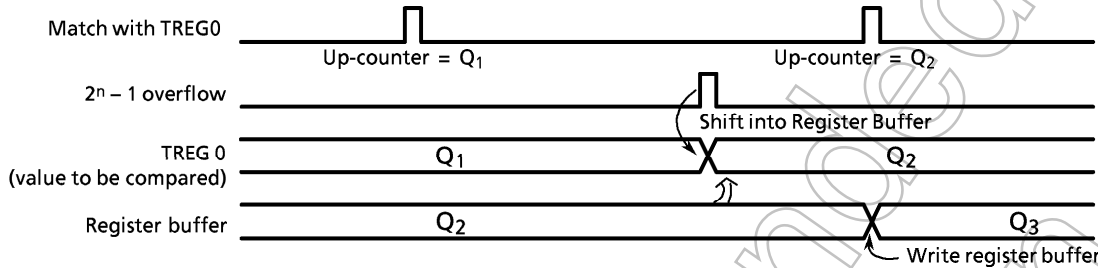 Match with TREG0
Up-counter = Q₁
Up-counter = Q₂
2ⁿ – 1 overflow
Shift into Register Buffer
TREG 0
(value to be compared)
Q₁
Q₂
Register buffer
Q₂
Q₃
Write register buffer